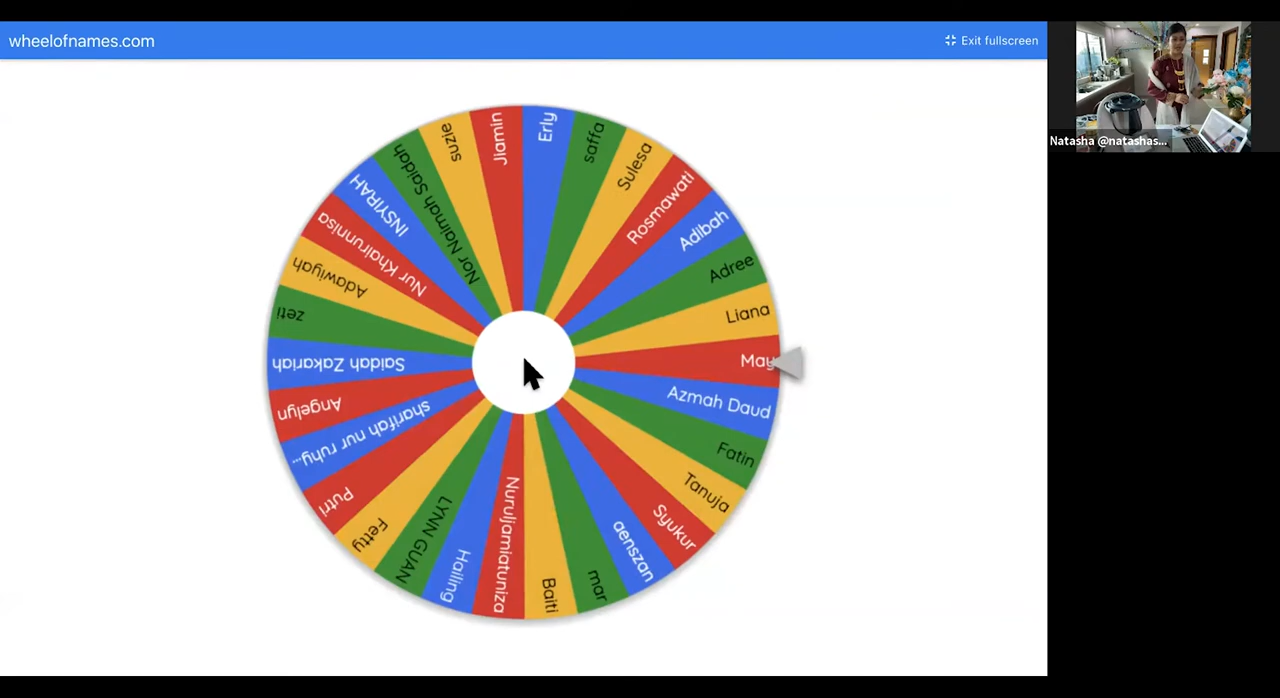 wheelofnames.com
Exit fullscreen
Natasha @natashas...
Erly
saffa
Sulesa
Rosmawati
Adibah
Adree
Liana
May
Azmah Daud
Fatin
Tanuja
Syukur
aenszan
mar
Baiti
Nuruljamiatuniza
Hailing
LYNN GUAN
Fetty
Putri
sharifah nur ruhy...
Angelyn
Saidah Zakariah
zeti
Adawiyah
Nur Khairunnisa
INSYIRAH
Nor Naimah Saidah
suzie